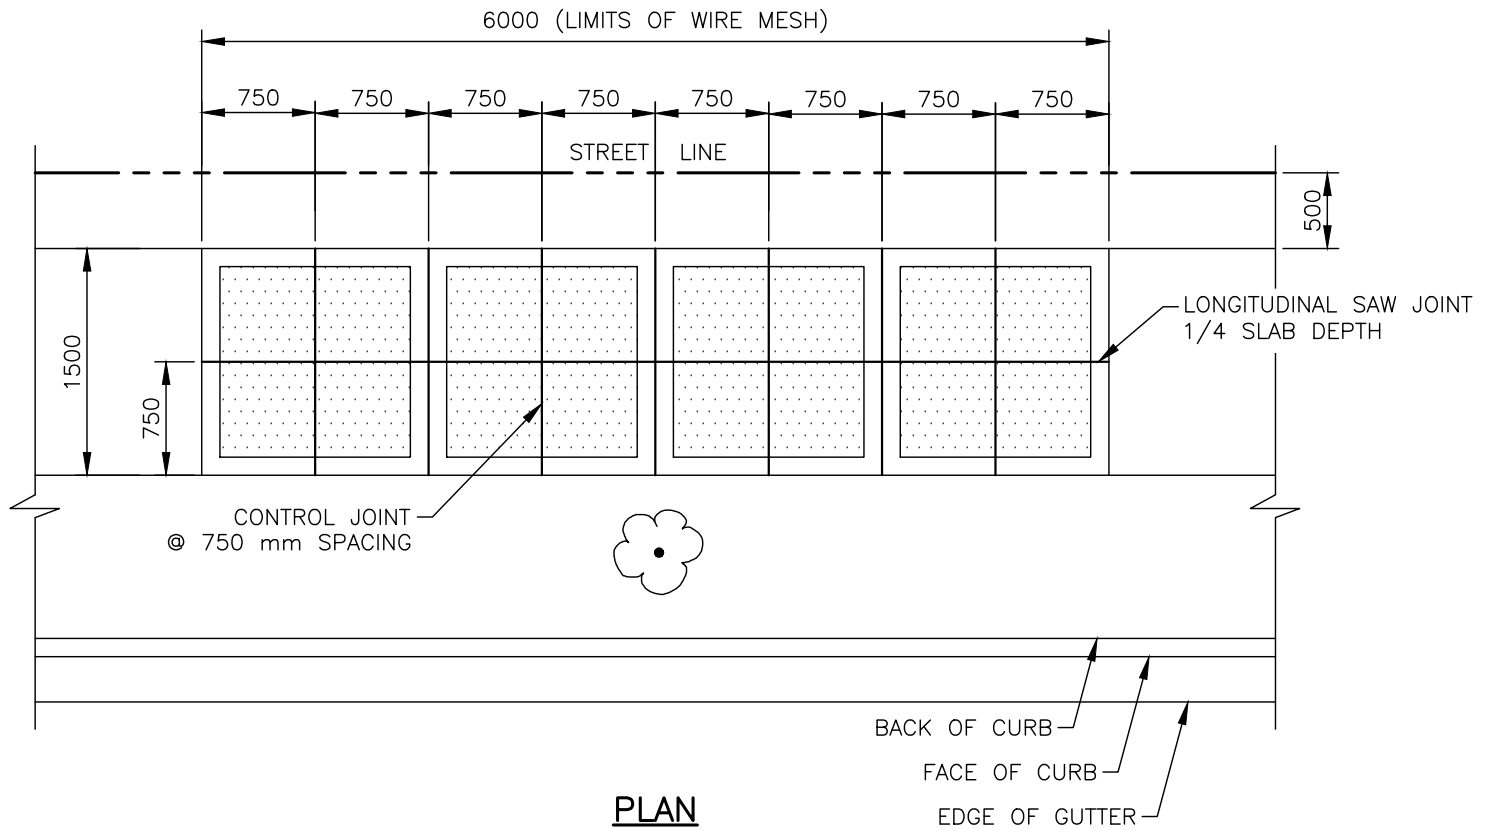 6000 (LIMITS OF WIRE MESH)
750 750 750 750 750 750 750 750
STREET LINE
500
1500
750
LONGITUDINAL SAW JOINT
1/4 SLAB DEPTH
CONTROL JOINT
@ 750 mm SPACING
BACK OF CURB
FACE OF CURB
EDGE OF GUTTER
PLAN